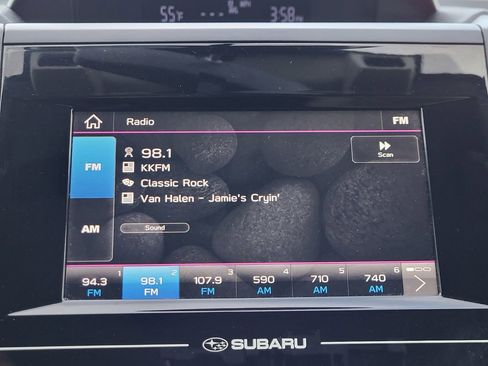 55°F --- MPH 3:58 PM
Radio FM
FM
98.1
KKFM
Classic Rock
Van Halen - Jamie's Cryin'
Scan
AM
Sound
94.3 FM 1
98.1 FM 2
107.9 FM 3
590 AM 4
710 AM 5
740 AM 6
SUBARU